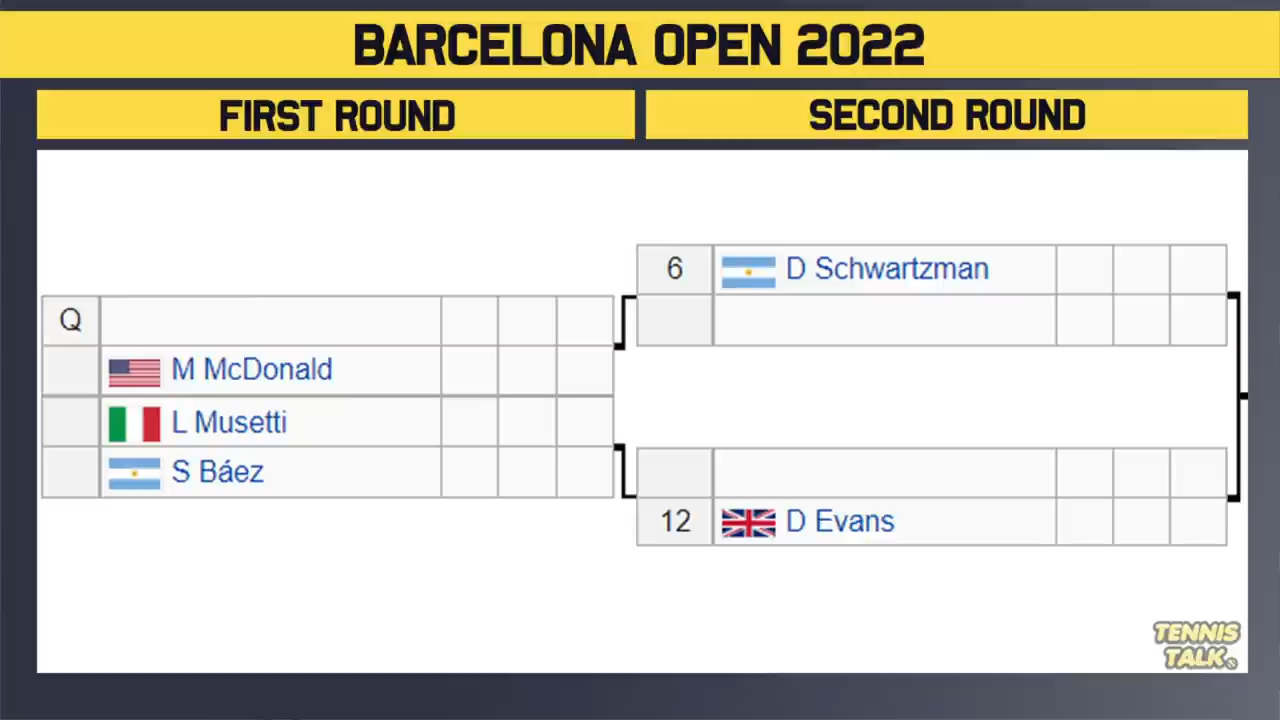 BARCELONA OPEN 2022
FIRST ROUND
SECOND ROUND
6 D Schwartzman
Q
M McDonald
L Musetti
S Báez
12 D Evans
TENNIS
TALK